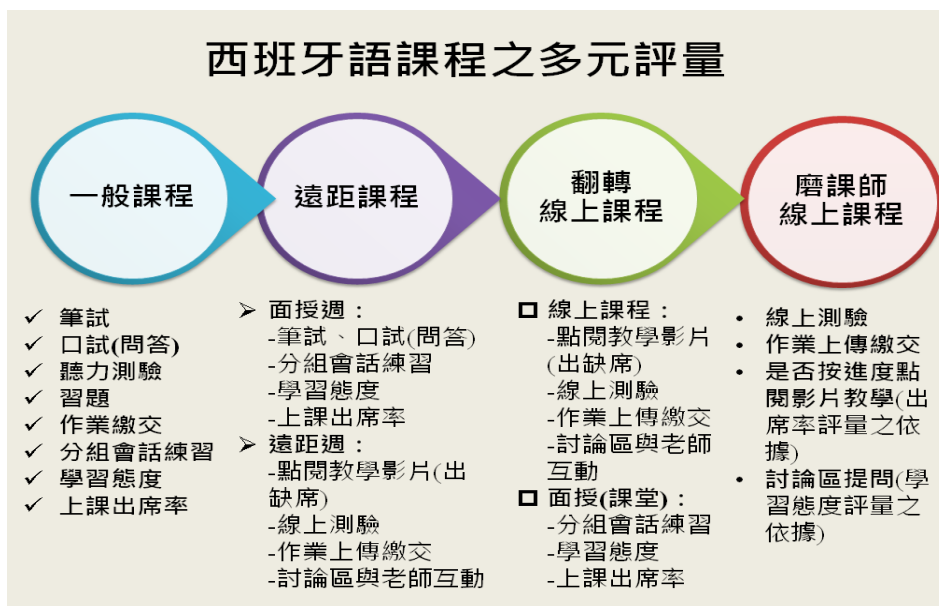 西班牙語課程之多元評量
一般課程
✓ 筆試
✓ 口試(問答)
✓ 聽力測驗
✓ 習題
✓ 作業繳交
✓ 分組會話練習
✓ 學習態度
✓ 上課出席率
遠距課程
➢ 面授週：
-筆試、口試(問答)
-分組會話練習
-學習態度
-上課出席率
➢ 遠距週：
-點閱教學影片(出
缺席)
-線上測驗
-作業上傳繳交
-討論區與老師互動
翻轉
線上課程
❑ 線上課程：
-點閱教學影片
(出缺席)
-線上測驗
-作業上傳繳交
-討論區與老師
互動
❑ 面授(課堂)：
-分組會話練習
-學習態度
-上課出席率
磨課師
線上課程
• 線上測驗
• 作業上傳繳交
• 是否按進度點
閱影片教學(出
席率評量之依
據)
• 討論區提問(學
習態度評量之
依據)